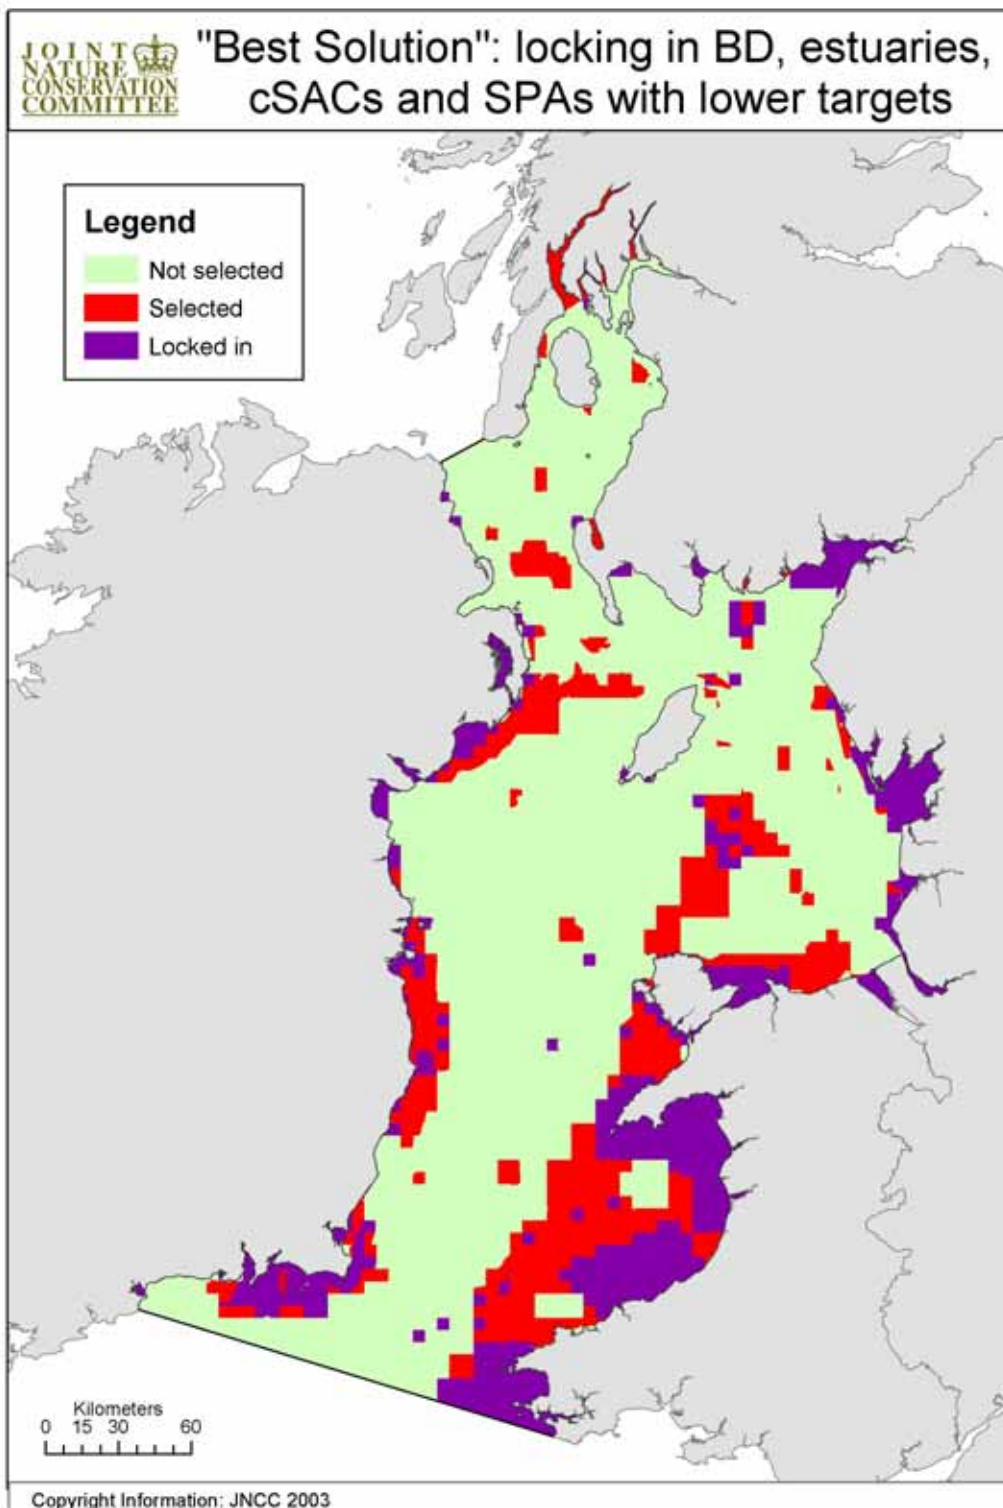 JOINT
NATURE
CONSERVATION
COMMITTEE
"Best Solution": locking in BD, estuaries,
cSACs and SPAs with lower targets
Legend
Not selected
Selected
Locked in
Kilometers
0 15 30 60
S
Copyright Information: JNCC 2003